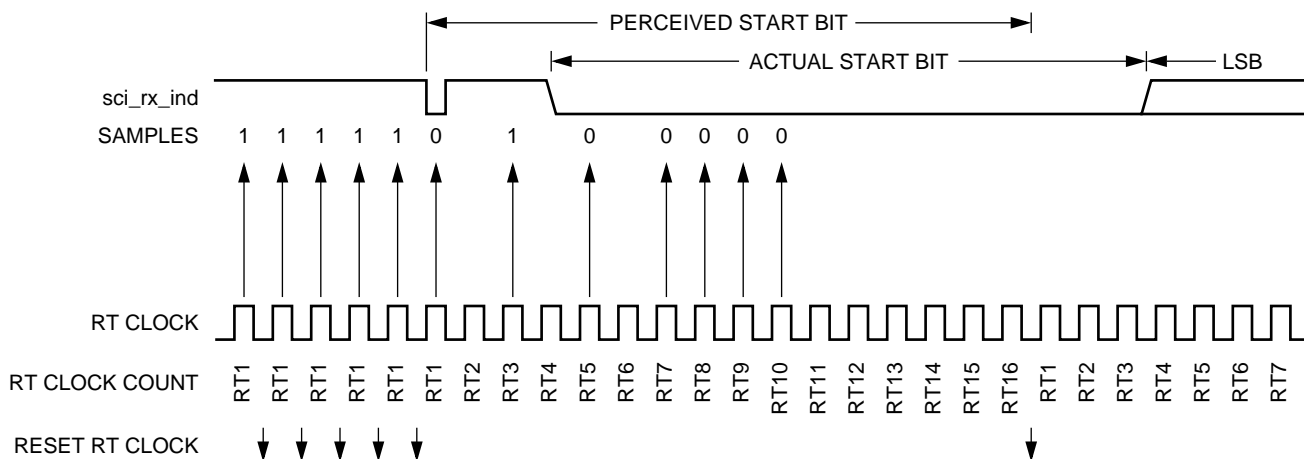 PERCEIVED START BIT
ACTUAL START BIT
LSB
sci_rx_ind
SAMPLES 1 1 1 1 1 0 1 0 0 0 0 0
RT CLOCK
RT CLOCK COUNT RT1 RT1 RT1 RT1 RT1 RT1 RT2 RT3 RT4 RT5 RT6 RT7 RT8 RT9 RT10 RT11 RT12 RT13 RT14 RT15 RT16 RT1 RT2 RT3 RT4 RT5 RT6 RT7
RESET RT CLOCK